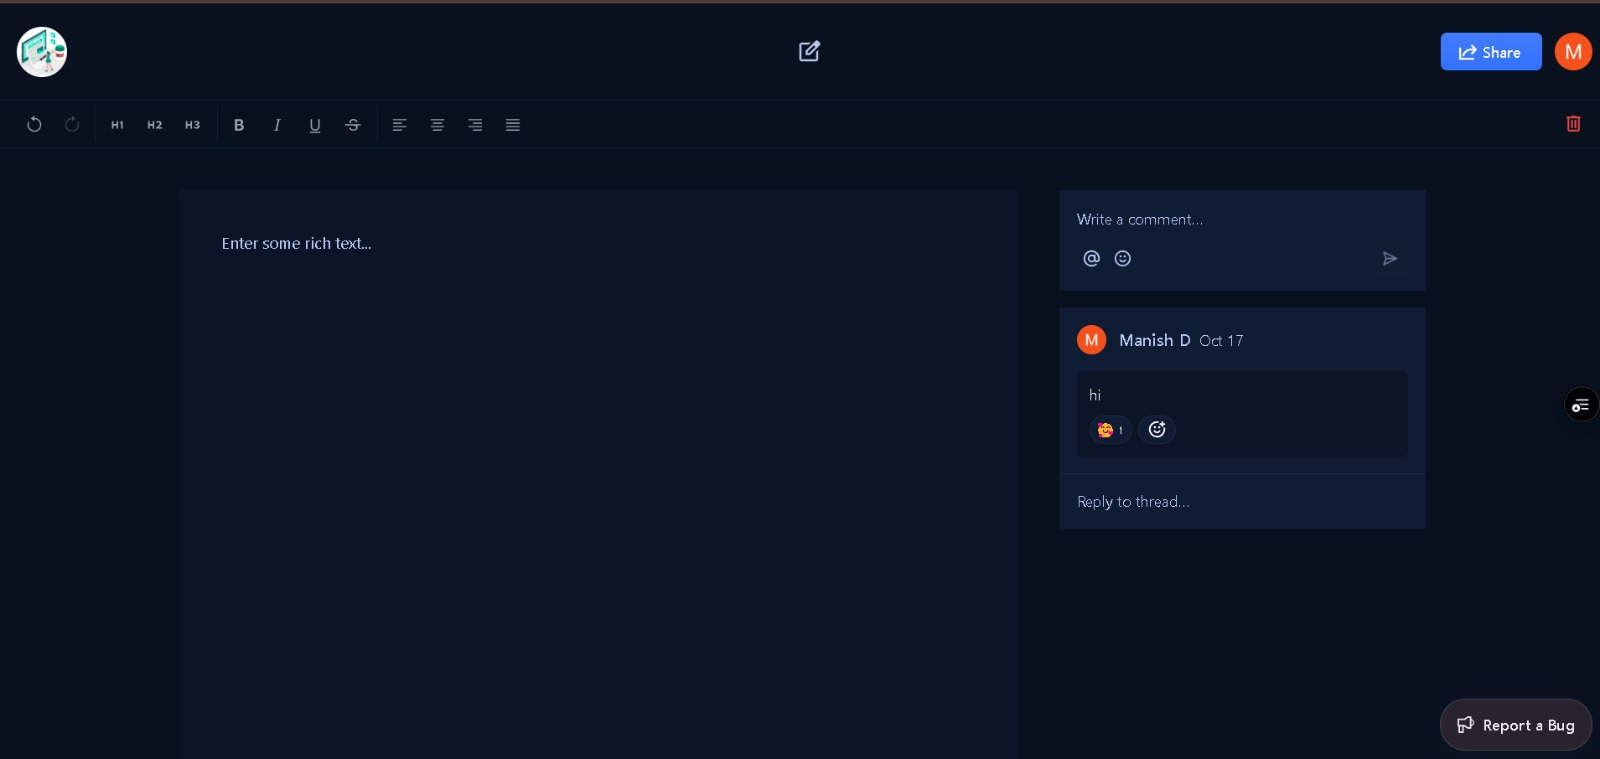 Share
M
H1 H2 H3 B I U S
Enter some rich text...
Write a comment...
@
M Manish D Oct 17
hi
1
Reply to thread...
Report a Bug